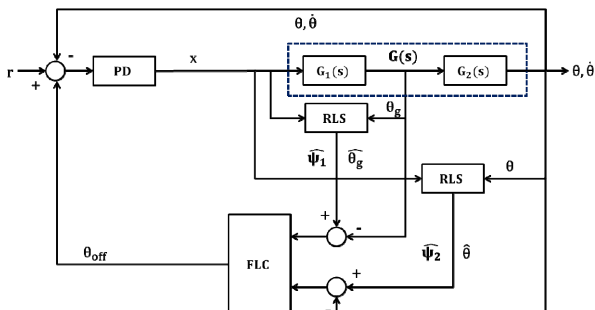 θ, θ̇
-
G(s)
r
+
PD
x
G₁(s)
G₂(s)
θ, θ̇
RLS
θg
ψ̂₁
θ̂g
RLS
θ
+
-
ψ̂₂
θ̂
θoff
FLC
+
-